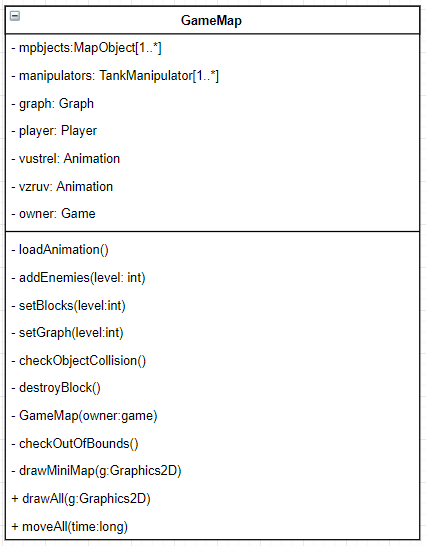 GameMap
- mpbjects:MapObject[1..*]
- manipulators: TankManipulator[1..*]
- graph: Graph
- player: Player
- vustrel: Animation
- vzruv: Animation
- owner: Game
- loadAnimation()
- addEnemies(level: int)
- setBlocks(level:int)
- setGraph(level:int)
- checkObjectCollision()
- destroyBlock()
- GameMap(owner:game)
- checkOutOfBounds()
- drawMiniMap(g:Graphics2D)
+ drawAll(g:Graphics2D)
+ moveAll(time:long)